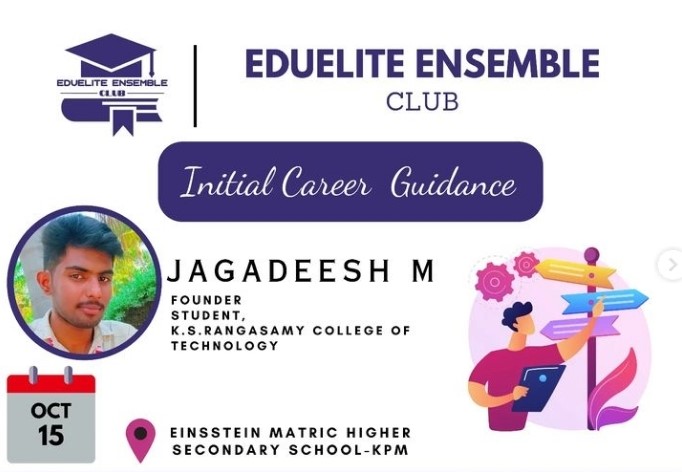 EDUELITE ENSEMBLE
CLUB
EDUELITE ENSEMBLE
CLUB
Initial Career Guidance
JAGADEESH M
FOUNDER
STUDENT,
K.S.RANGASAMY COLLEGE OF
TECHNOLOGY
OCT
15
EINSSTEIN MATRIC HIGHER
SECONDARY SCHOOL-KPM